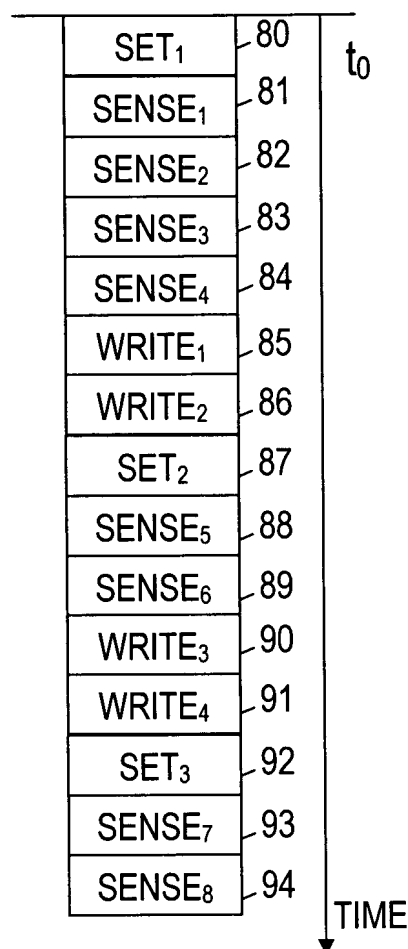 SET₁ 80
t₀
SENSE₁ 81
SENSE₂ 82
SENSE₃ 83
SENSE₄ 84
WRITE₁ 85
WRITE₂ 86
SET₂ 87
SENSE₅ 88
SENSE₆ 89
WRITE₃ 90
WRITE₄ 91
SET₃ 92
SENSE₇ 93
SENSE₈ 94
TIME